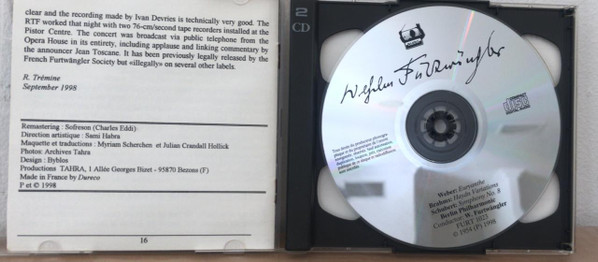 clear and the recording made by Ivan Devries is technically very good. The
RTF worked that night with two 76-cm/second tape recorders installed at the
Pistor Centre. The concert was broadcast via public telephone from the
Opera House in its entirety, including applause and linking commentary by
the announcer Jean Toscane. It has been previously legally released by the
French Furtwängler Society but «illegally» on several other labels.
R. Trémine
September 1998
Remastering : Sofreson (Charles Eddi)
Direction artistique : Sami Habra
Maquette et traductions : Myriam Scherchen et Julian Crandall Hollick
Photos: Archives Tahra
Design : Byblos
Productions TAHRA, 1 Allée Georges Bizet - 95870 Bezons (F)
Made in France by Dureco
P et © 1998
16
2
CD
Wilhelm Furtwängler
disc
Weber: Euryanthe
Brahms: Haydn Variations
Schubert: Symphony No. 8
Berlin Philharmonic
Conductor: W. Furtwängler
FURT 1023
© 1954 (P) 1998